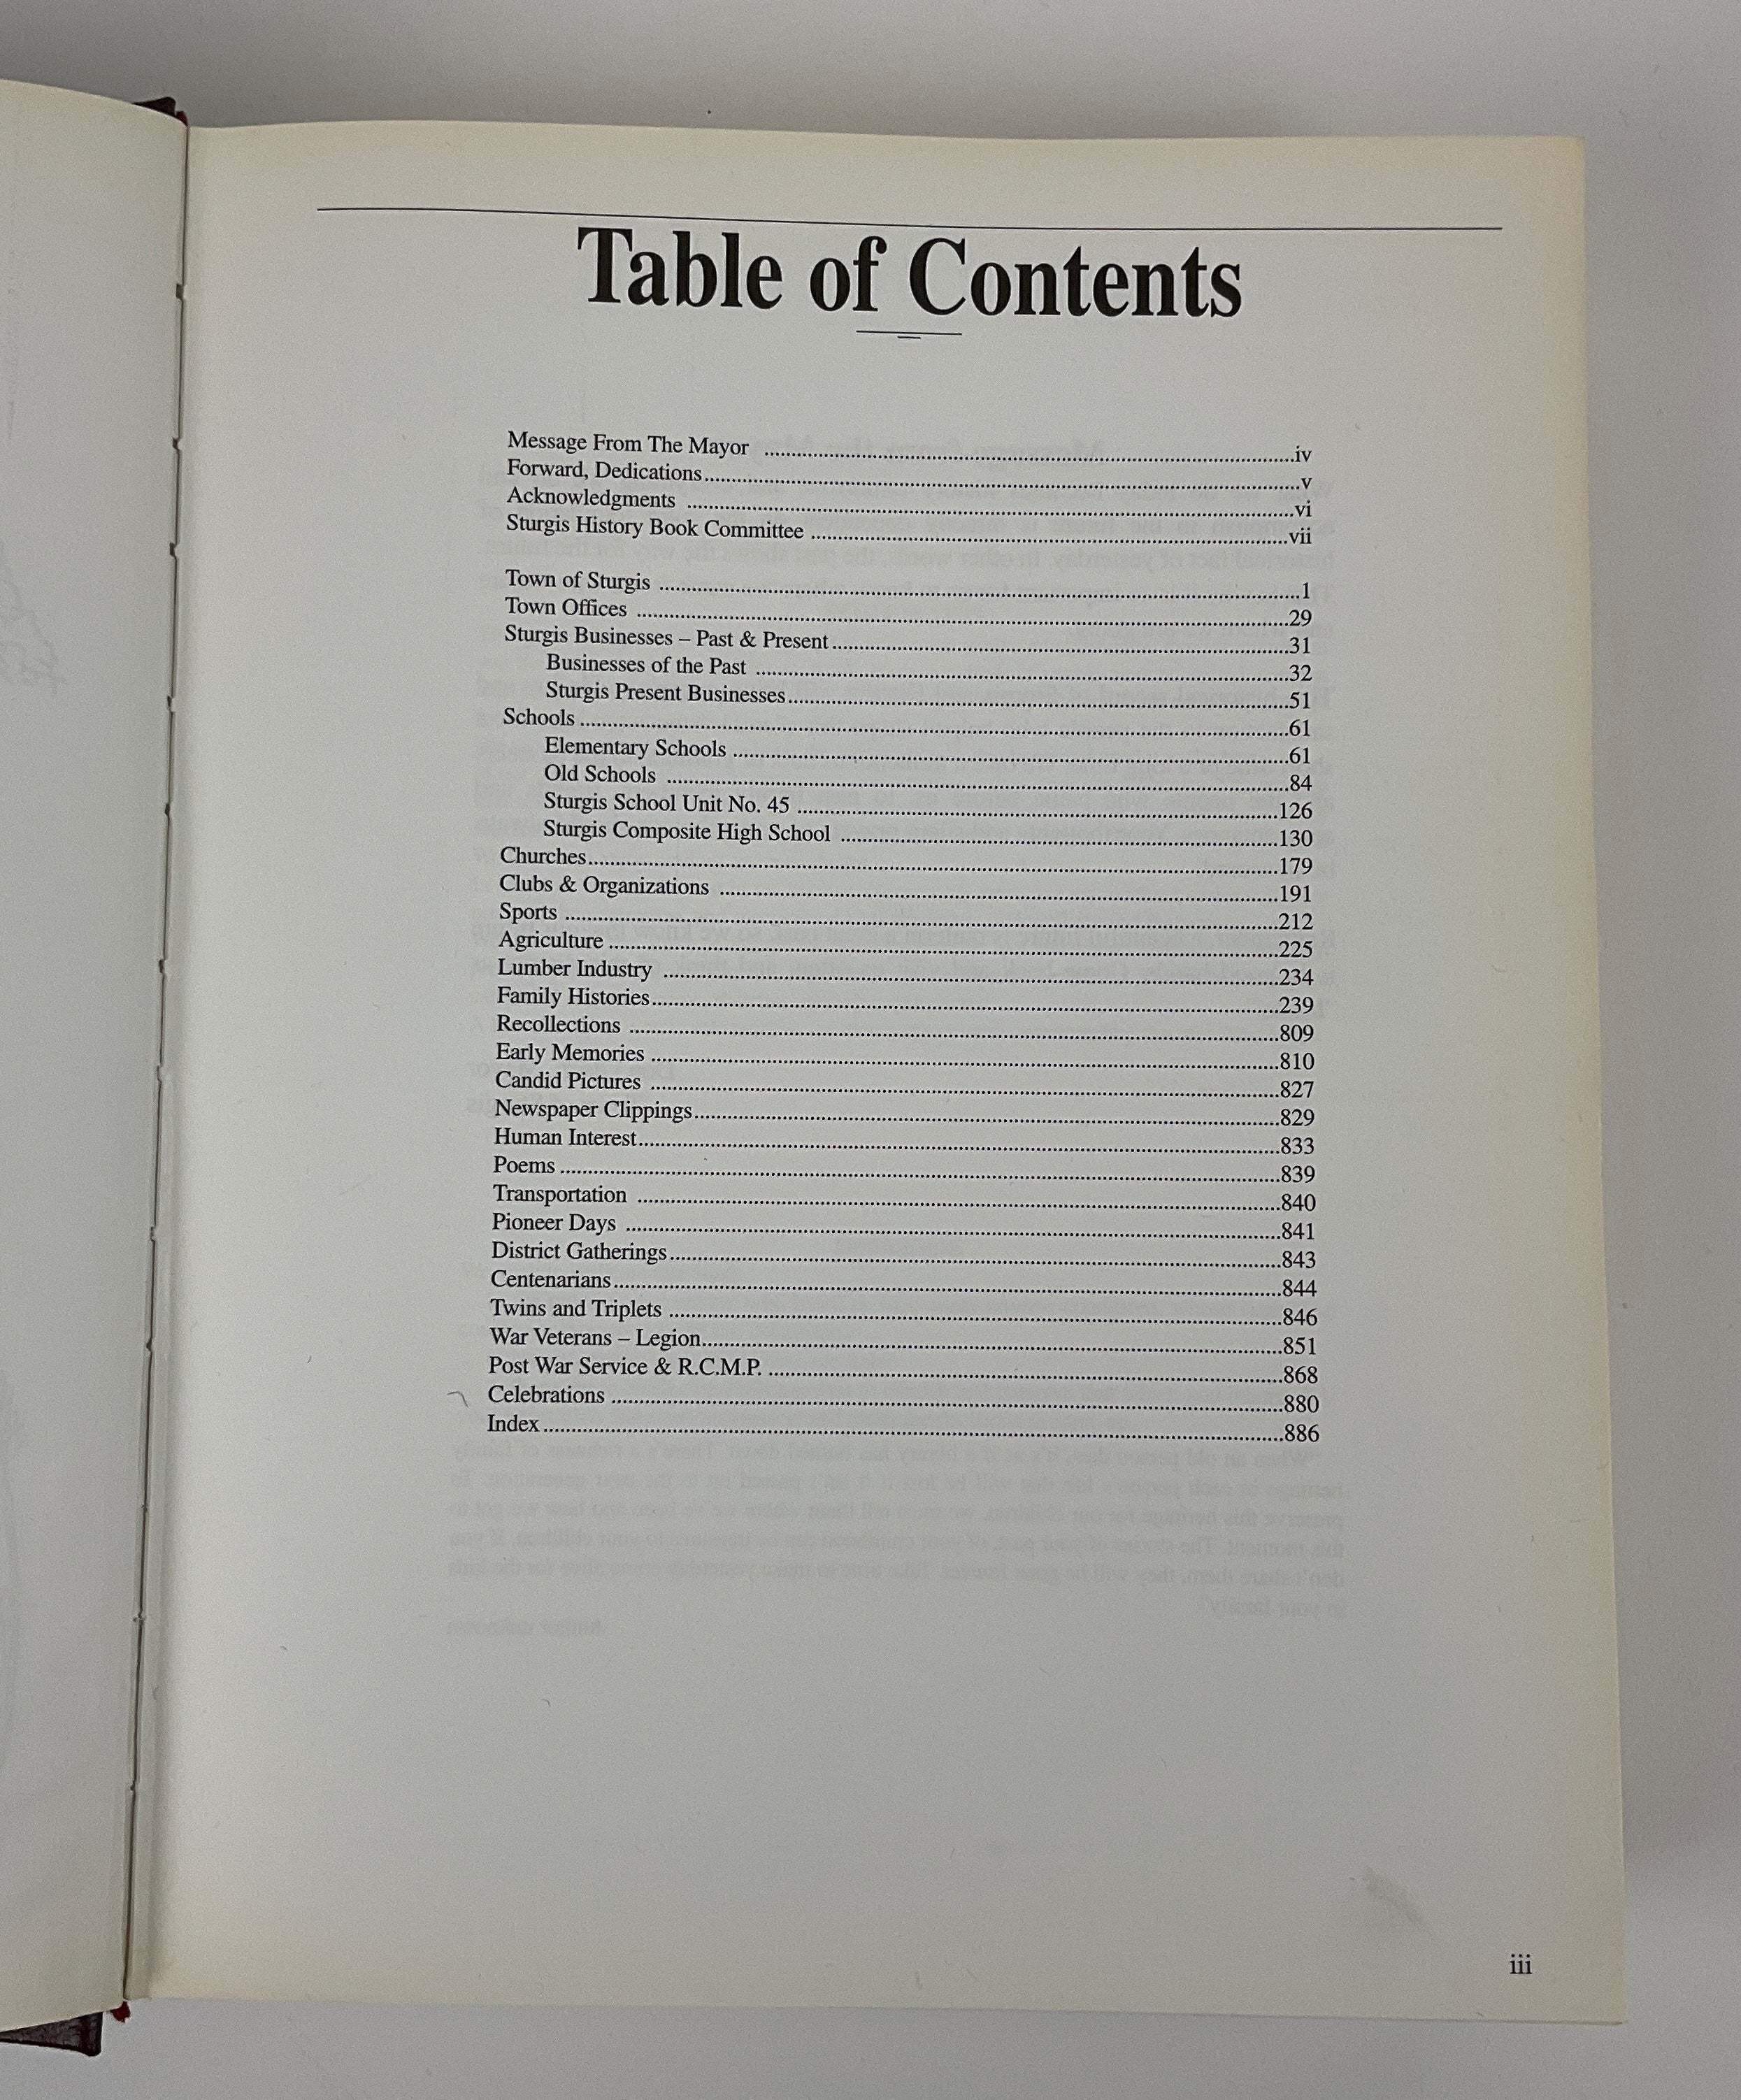 Table of Contents
Message From The Mayor ................................iv
Forward, Dedications................................v
Acknowledgments ................................vi
Sturgis History Book Committee ................................vii
Town of Sturgis ................................1
Town Offices ................................29
Sturgis Businesses – Past & Present................................31
Businesses of the Past ................................32
Sturgis Present Businesses................................51
Schools ................................61
Elementary Schools ................................61
Old Schools ................................84
Sturgis School Unit No. 45 ................................126
Sturgis Composite High School ................................130
Churches................................179
Clubs & Organizations ................................191
Sports ................................212
Agriculture ................................225
Lumber Industry ................................234
Family Histories................................239
Recollections ................................809
Early Memories ................................810
Candid Pictures ................................827
Newspaper Clippings................................829
Human Interest................................833
Poems ................................839
Transportation ................................840
Pioneer Days ................................841
District Gatherings................................843
Centenarians................................844
Twins and Triplets ................................846
War Veterans – Legion................................851
Post War Service & R.C.M.P. ................................868
Celebrations ................................880
Index................................886
iii